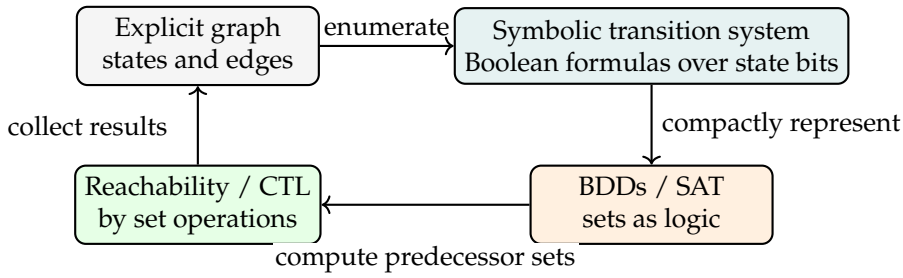 Explicit graph
states and edges
enumerate
Symbolic transition system
Boolean formulas over state bits
collect results
compactly represent
Reachability / CTL
by set operations
BDDs / SAT
sets as logic
compute predecessor sets